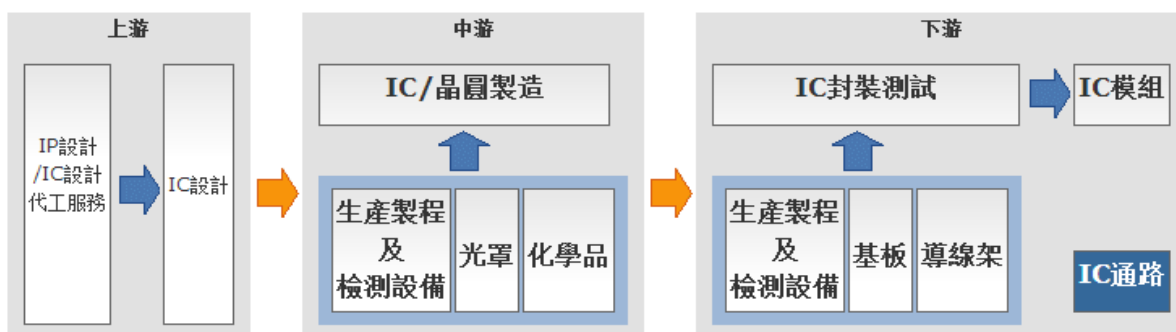 上游
IP設計
/IC設計
代工服務
IC設計
中游
IC/晶圓製造
生產製程
及
檢測設備
光罩
化學品
下游
IC封裝測試
IC模組
生產製程
及
檢測設備
基板
導線架
IC通路